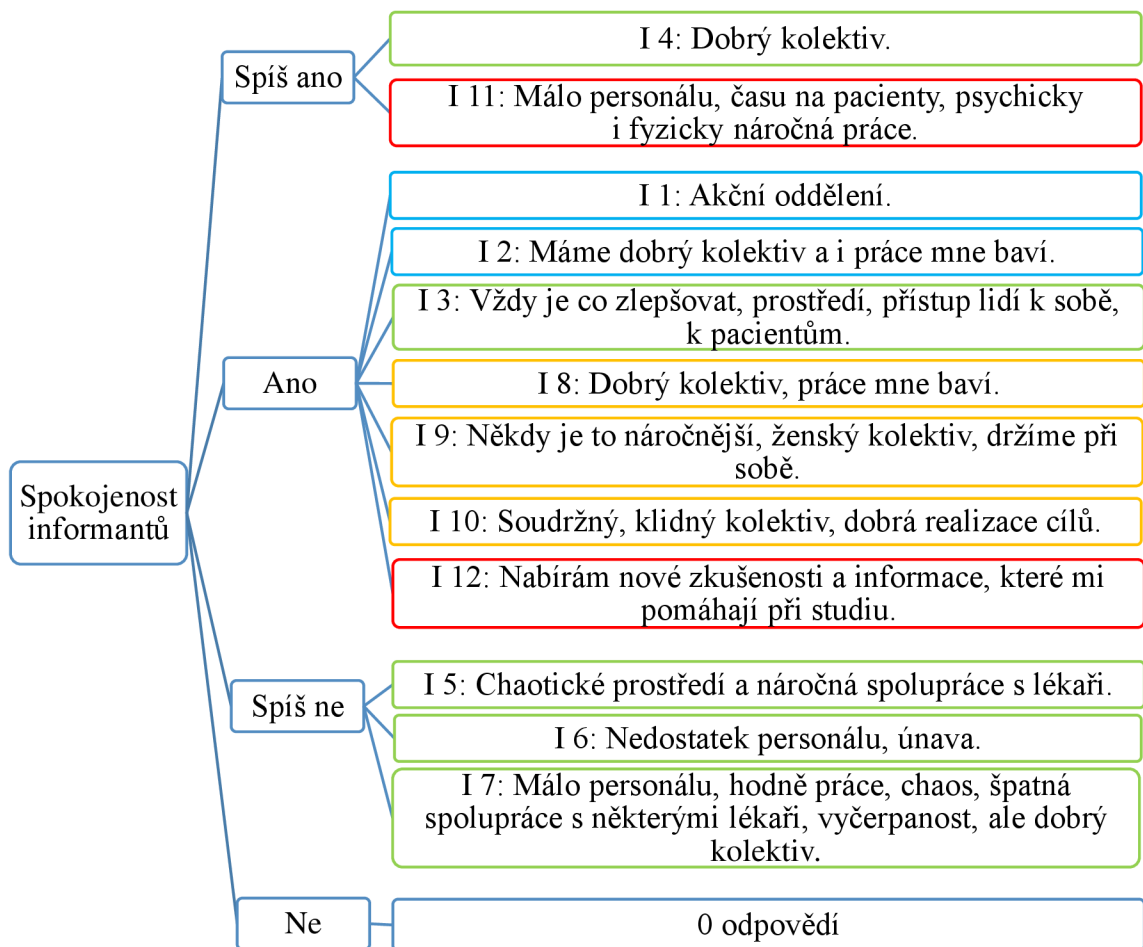 Spokojenost
informantů
Spíš ano
I 4: Dobrý kolektiv.
I 11: Málo personálu, času na pacienty, psychicky
i fyzicky náročná práce.
Ano
I 1: Akční oddělení.
I 2: Máme dobrý kolektiv a i práce mne baví.
I 3: Vždy je co zlepšovat, prostředí, přístup lidí k sobě,
k pacientům.
I 8: Dobrý kolektiv, práce mne baví.
I 9: Někdy je to náročnější, ženský kolektiv, držíme při
sobě.
I 10: Soudržný, klidný kolektiv, dobrá realizace cílů.
I 12: Nabírám nové zkušenosti a informace, které mi
pomáhají při studiu.
Spíš ne
I 5: Chaotické prostředí a náročná spolupráce s lékaři.
I 6: Nedostatek personálu, únava.
I 7: Málo personálu, hodně práce, chaos, špatná
spolupráce s některými lékaři, vyčerpanost, ale dobrý
kolektiv.
Ne
0 odpovědí